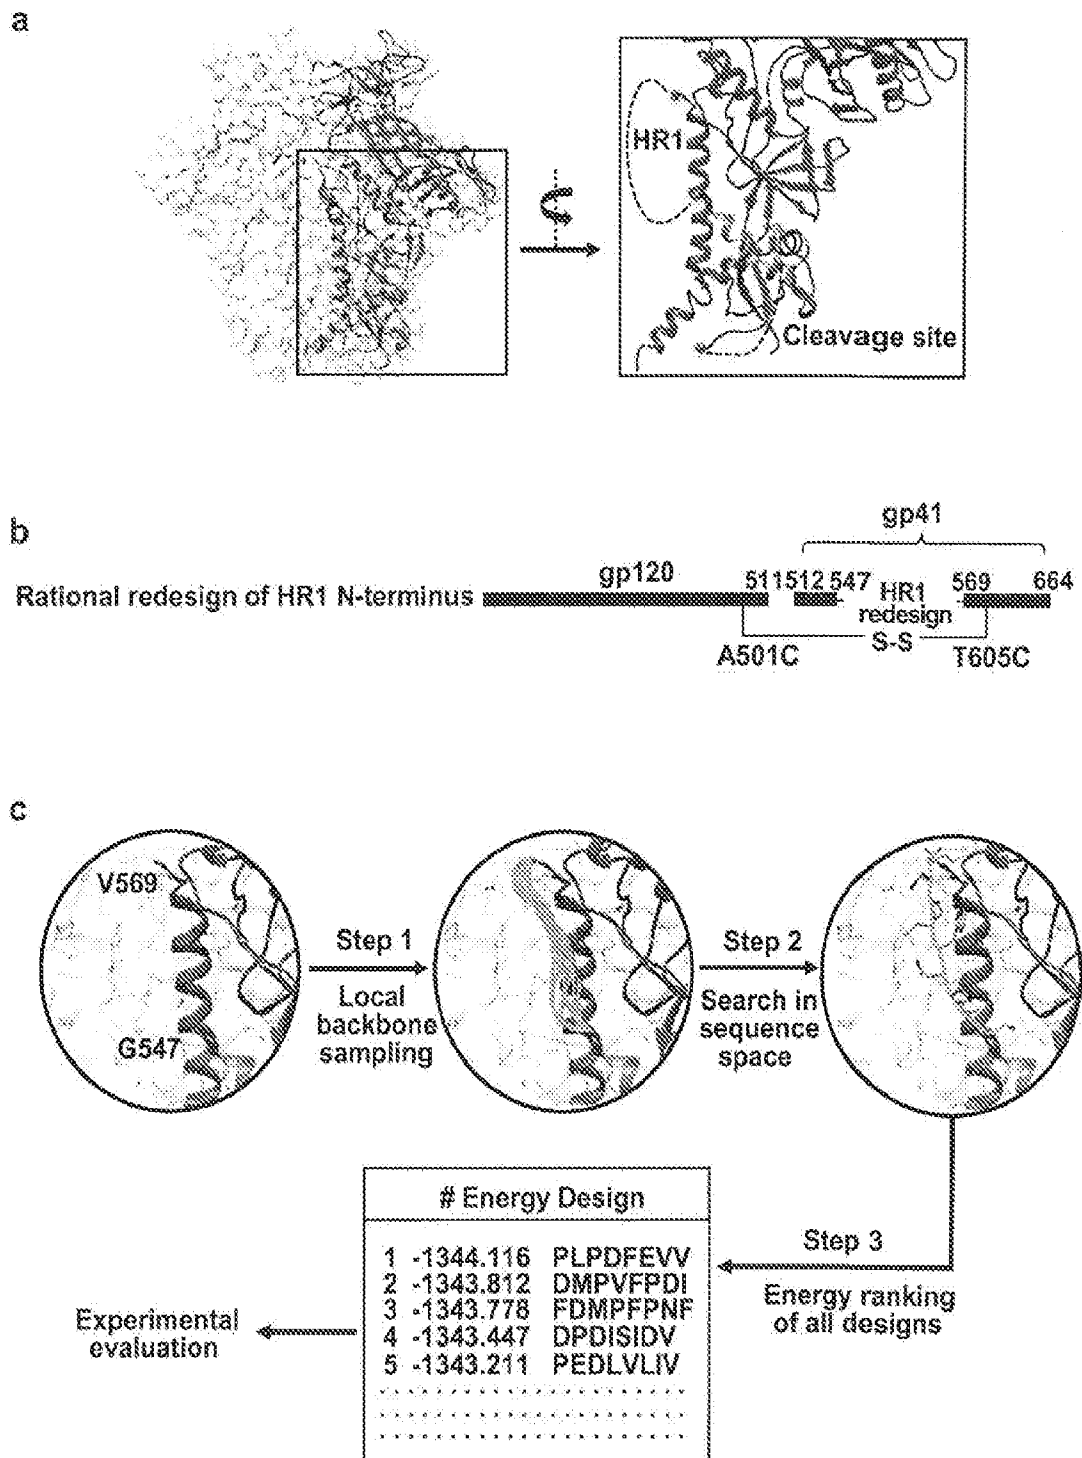 a
HR1
Cleavage site
b
gp41
gp120
511 512 547
HR1
569
664
Rational redesign of HR1 N-terminus
redesign
S-S
A501C
T605C
c
V569
G547
Step 1
Local
backbone
sampling
Step 2
Search in
sequence
space
# Energy Design
1 -1344.116 PLPDFEVV
2 -1343.812 DMPVFPDI
3 -1343.778 FDMPFPNF
4 -1343.447 DPDISIDV
5 -1343.211 PEDLVLIV
Step 3
Energy ranking
of all designs
Experimental
evaluation